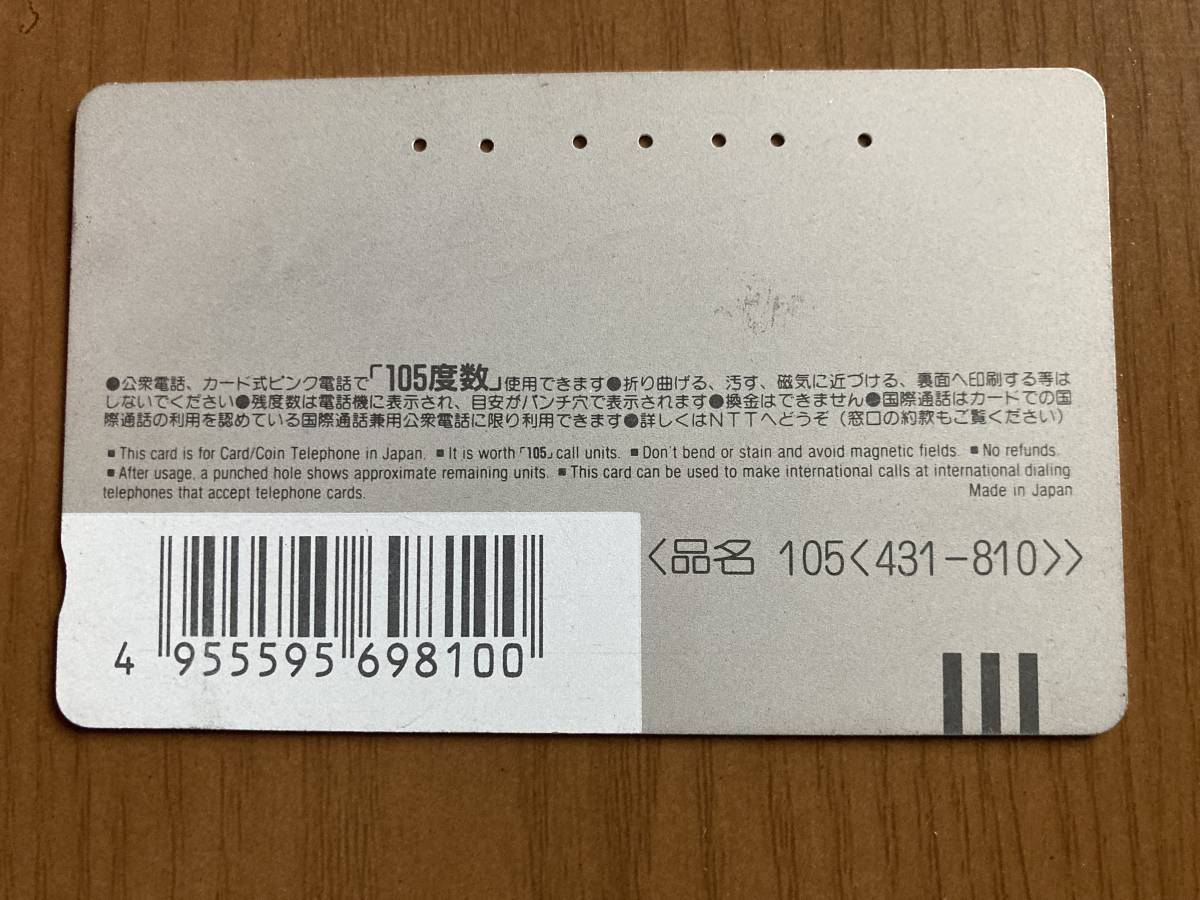 ●公衆電話、カード式ピンク電話で「105度数」使用できます●折り曲げる、汚す、磁気に近づける、裏面へ印刷する等は
しないでください●残度数は電話機に表示され、目安がパンチ穴で表示されます●換金はできません●国際通話はカードでの国
際通話の利用を認めている国際通話兼用公衆電話に限り利用できます●詳しくはNTTへどうぞ(窓口の約款もご覧ください)
■This card is for Card/Coin Telephone in Japan. ■It is worth「105」call units. ■Don't bend or stain and avoid magnetic fields. ■No refunds.
■After usage, a punched hole shows approximate remaining units. ■This card can be used to make international calls at international dialing
telephones that accept telephone cards.
Made in Japan
<品名 105<431-810>>
4 955595 698100